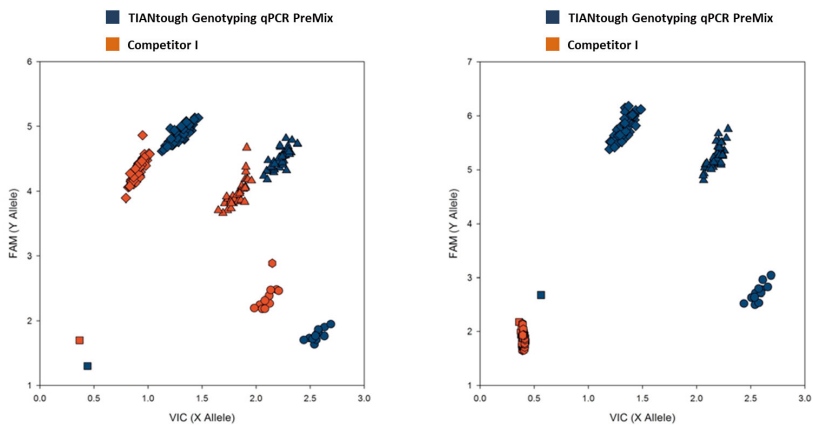 TIANtough Genotyping qPCR PreMix
Competitor I
6
5
4
3
2
1
FAM (Y Allele)
0.0 0.5 1.0 1.5 2.0 2.5 3.0
VIC (X Allele)
TIANtough Genotyping qPCR PreMix
Competitor I
7
6
5
4
3
2
1
FAM (Y Allele)
0.0 0.5 1.0 1.5 2.0 2.5 3.0
VIC (X Allele)